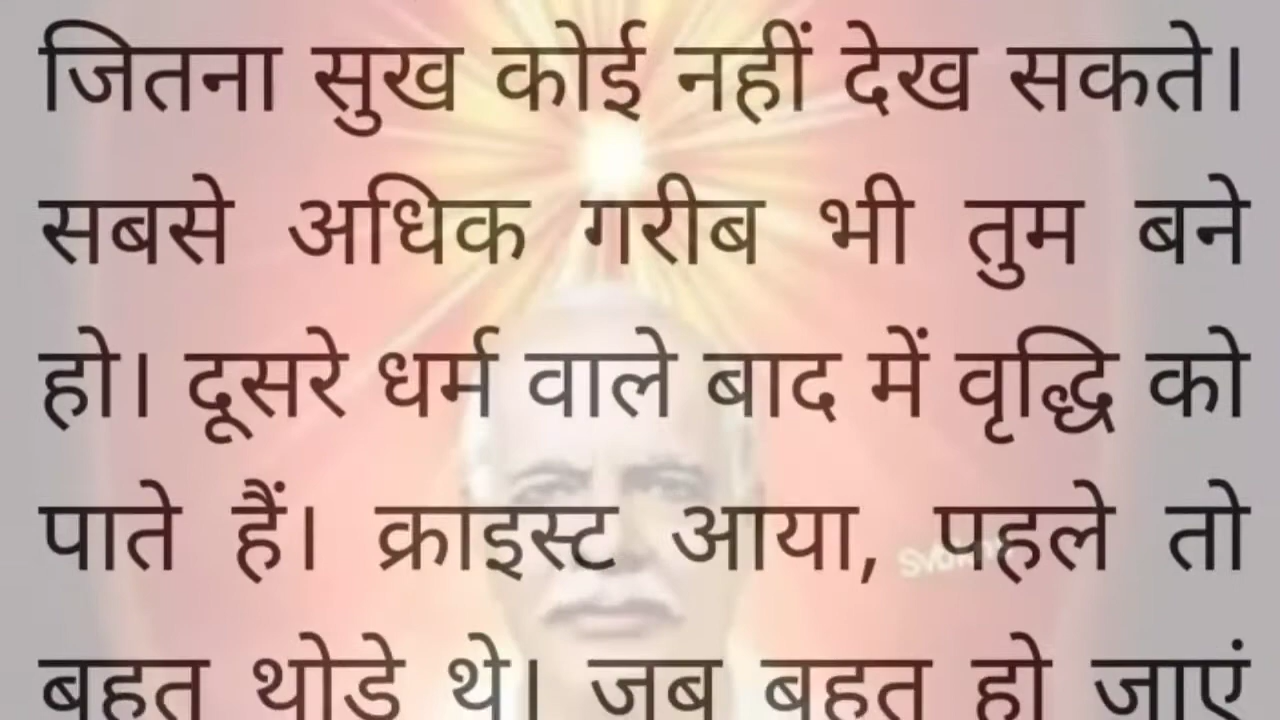 जितना सुख कोई नहीं देख सकते।
सबसे अधिक गरीब भी तुम बने
हो। दूसरे धर्म वाले बाद में वृद्धि को
पाते हैं। क्राइस्ट आया, पहले तो
बहुत थोडे थे। जब बहुत हो जाएं